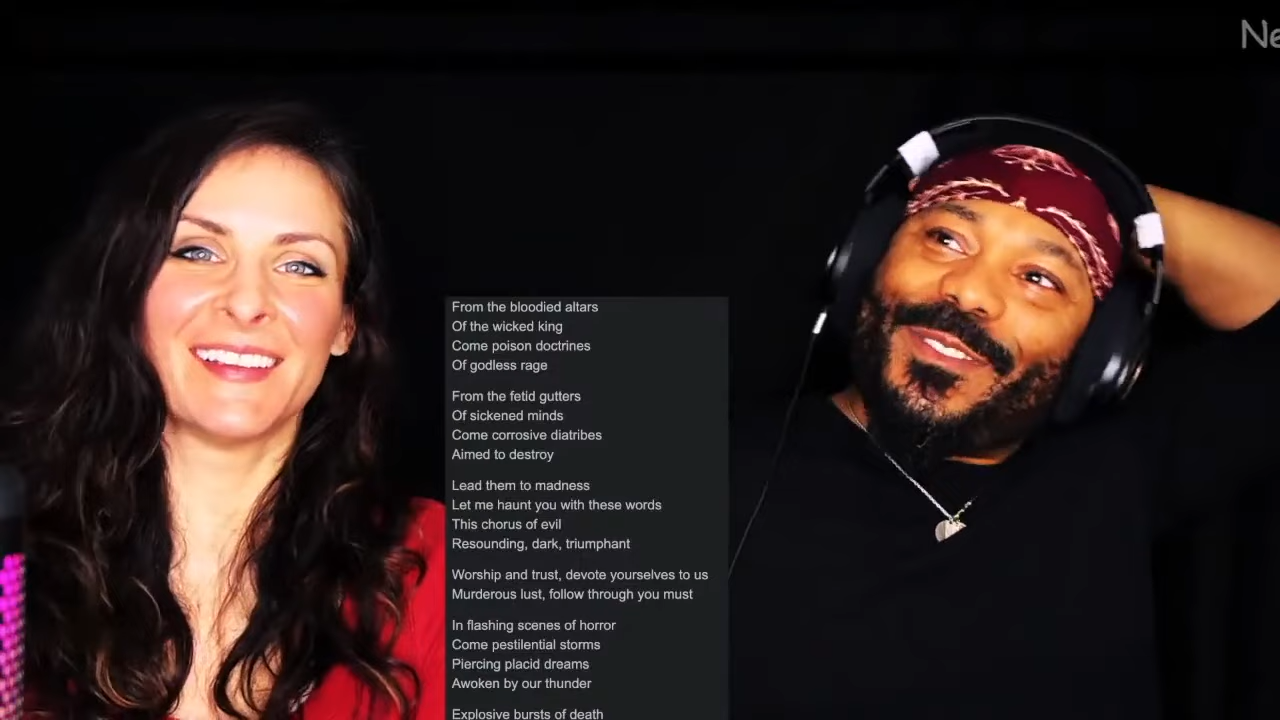 Ne
From the bloodied altars
Of the wicked king
Come poison doctrines
Of godless rage
From the fetid gutters
Of sickened minds
Come corrosive diatribes
Aimed to destroy
Lead them to madness
Let me haunt you with these words
This chorus of evil
Resounding, dark, triumphant
Worship and trust, devote yourselves to us
Murderous lust, follow through you must
In flashing scenes of horror
Come pestilential storms
Piercing placid dreams
Awoken by our thunder
Explosive bursts of death